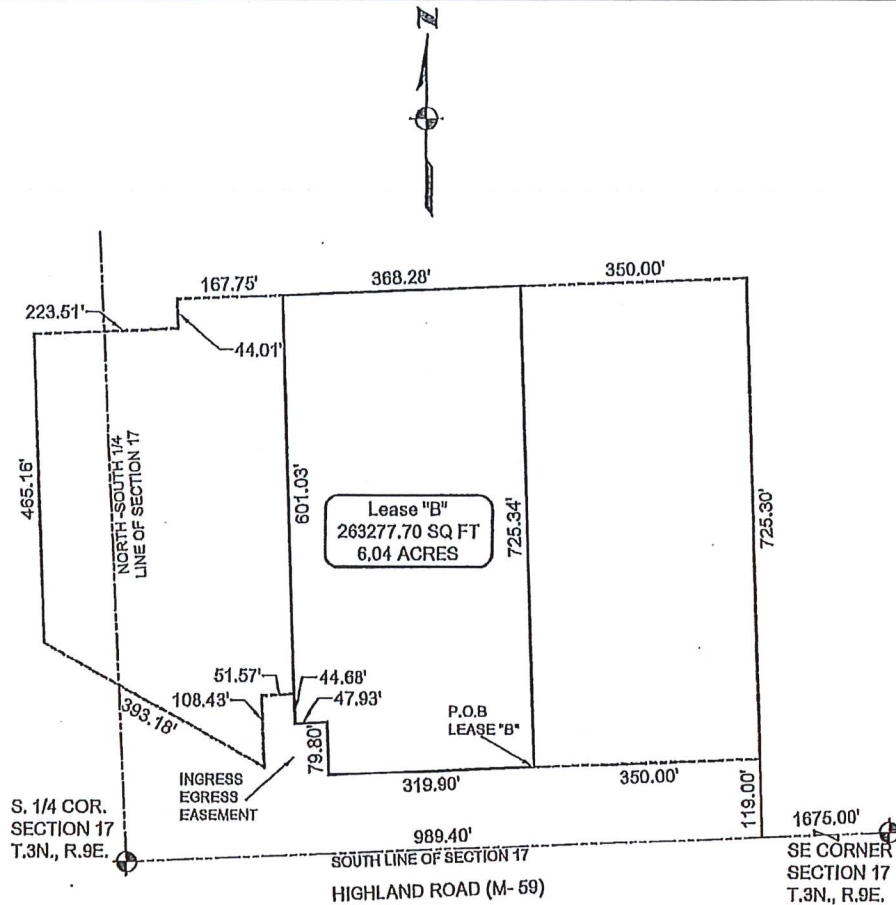 N
167.75'
368.28'
350.00'
223.51'
44.01'
465.16'
NORTH-SOUTH 1/4
LINE OF SECTION 17
601.03'
Lease "B"
263277.70 SQ FT
6.04 ACRES
725.34'
725.30'
51.57'
44.68'
108.43'
47.93'
393.18'
P.O.B
LEASE "B"
79.80'
INGRESS
EGRESS
EASEMENT
319.90'
350.00'
119.00'
S. 1/4 COR.
SECTION 17
T.3N., R.9E.
989.40'
1675.00'
SOUTH LINE OF SECTION 17
SE CORNER
SECTION 17
T.3N., R.9E.
HIGHLAND ROAD (M-59)